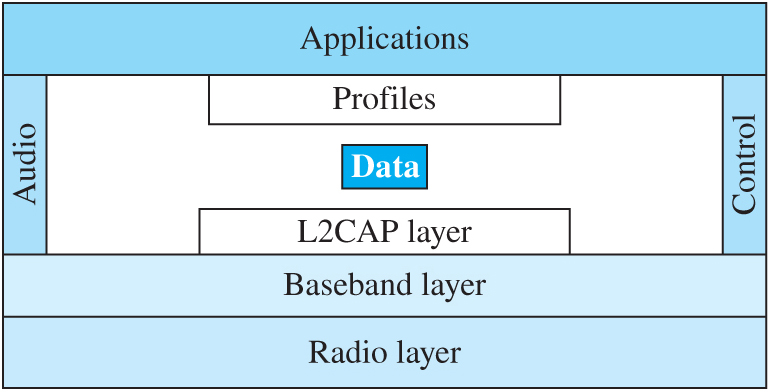 Applications
Profiles
Audio
Data
Control
L2CAP layer
Baseband layer
Radio layer